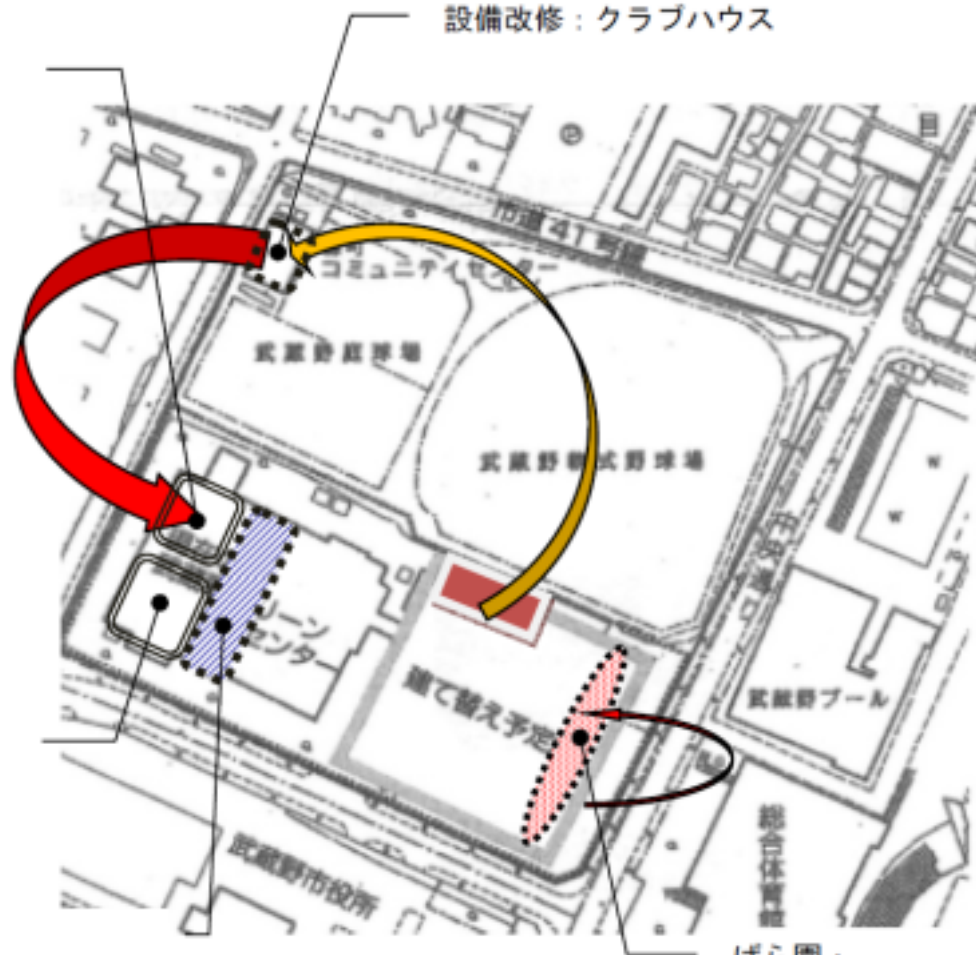 設備改修：クラブハウス
市道41号線
コミュニティセンター
武蔵野庭球場
武蔵野軟式野球場
リーン
センター
建て替え予定
武蔵野プール
武蔵野市役所
総合体育館
ばら園：